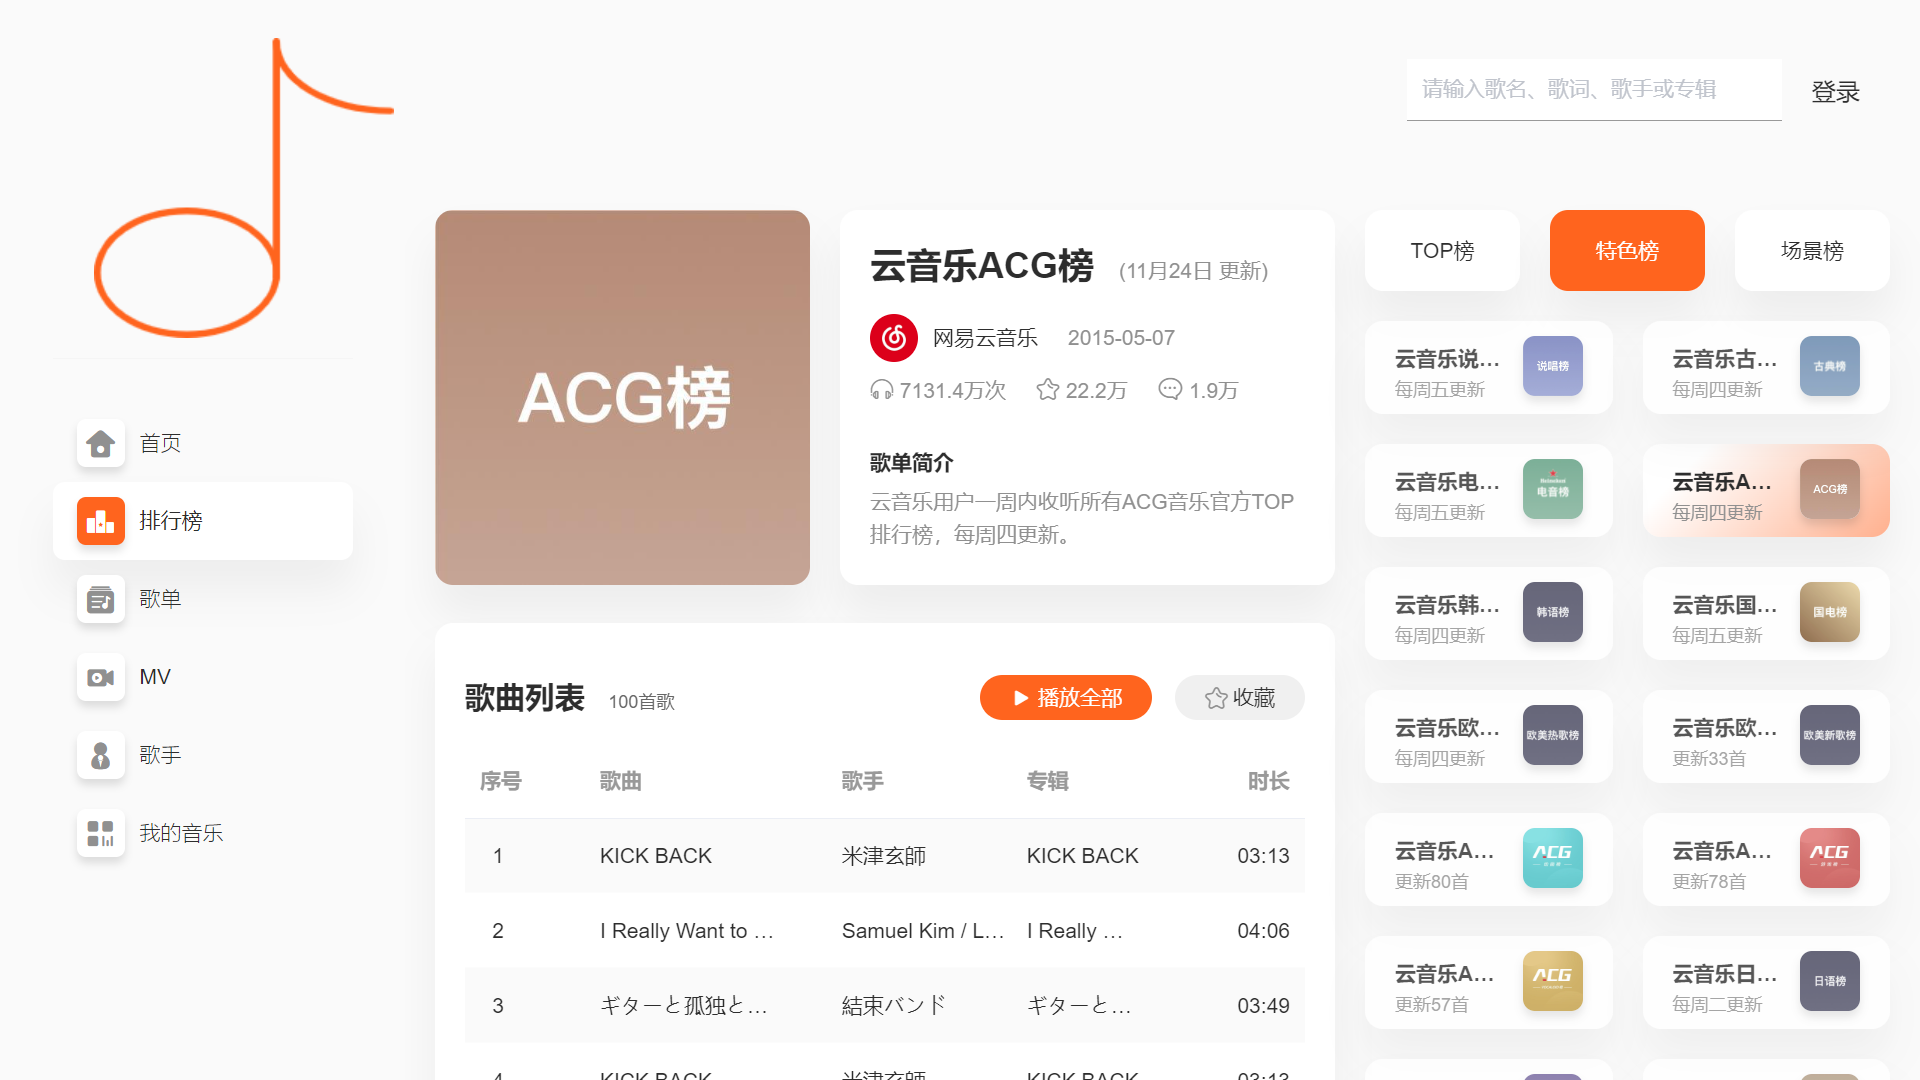 请输入歌名、歌词、歌手或专辑
登录
首页
排行榜
歌单
MV
歌手
我的音乐
ACG榜
云音乐ACG榜 (11月24日 更新)
网易云音乐 2015-05-07
7131.4万次 22.2万 1.9万
歌单简介
云音乐用户一周内收听所有ACG音乐官方TOP
排行榜，每周四更新。
歌曲列表 100首歌 播放全部 收藏
序号 歌曲 歌手 专辑 时长
1 KICK BACK 米津玄師 KICK BACK 03:13
2 I Really Want to … Samuel Kim / L… I Really … 04:06
3 ギターと孤独と… 結束バンド ギターと… 03:49
4 KICK BACK 米津玄師 KICK BACK 03:13
TOP榜 特色榜 场景榜
云音乐说… 说唱榜
每周五更新
云音乐古… 古典榜
每周四更新
云音乐电… 电音榜
每周五更新
云音乐A… ACG榜
每周四更新
云音乐韩… 韩语榜
每周四更新
云音乐国… 国电榜
每周五更新
云音乐欧… 欧美热歌榜
每周四更新
云音乐欧… 欧美新歌榜
更新33首
云音乐A… ACG
更新80首
云音乐A… ACG
更新78首
云音乐A… ACG
更新57首
云音乐日… 日语榜
每周二更新